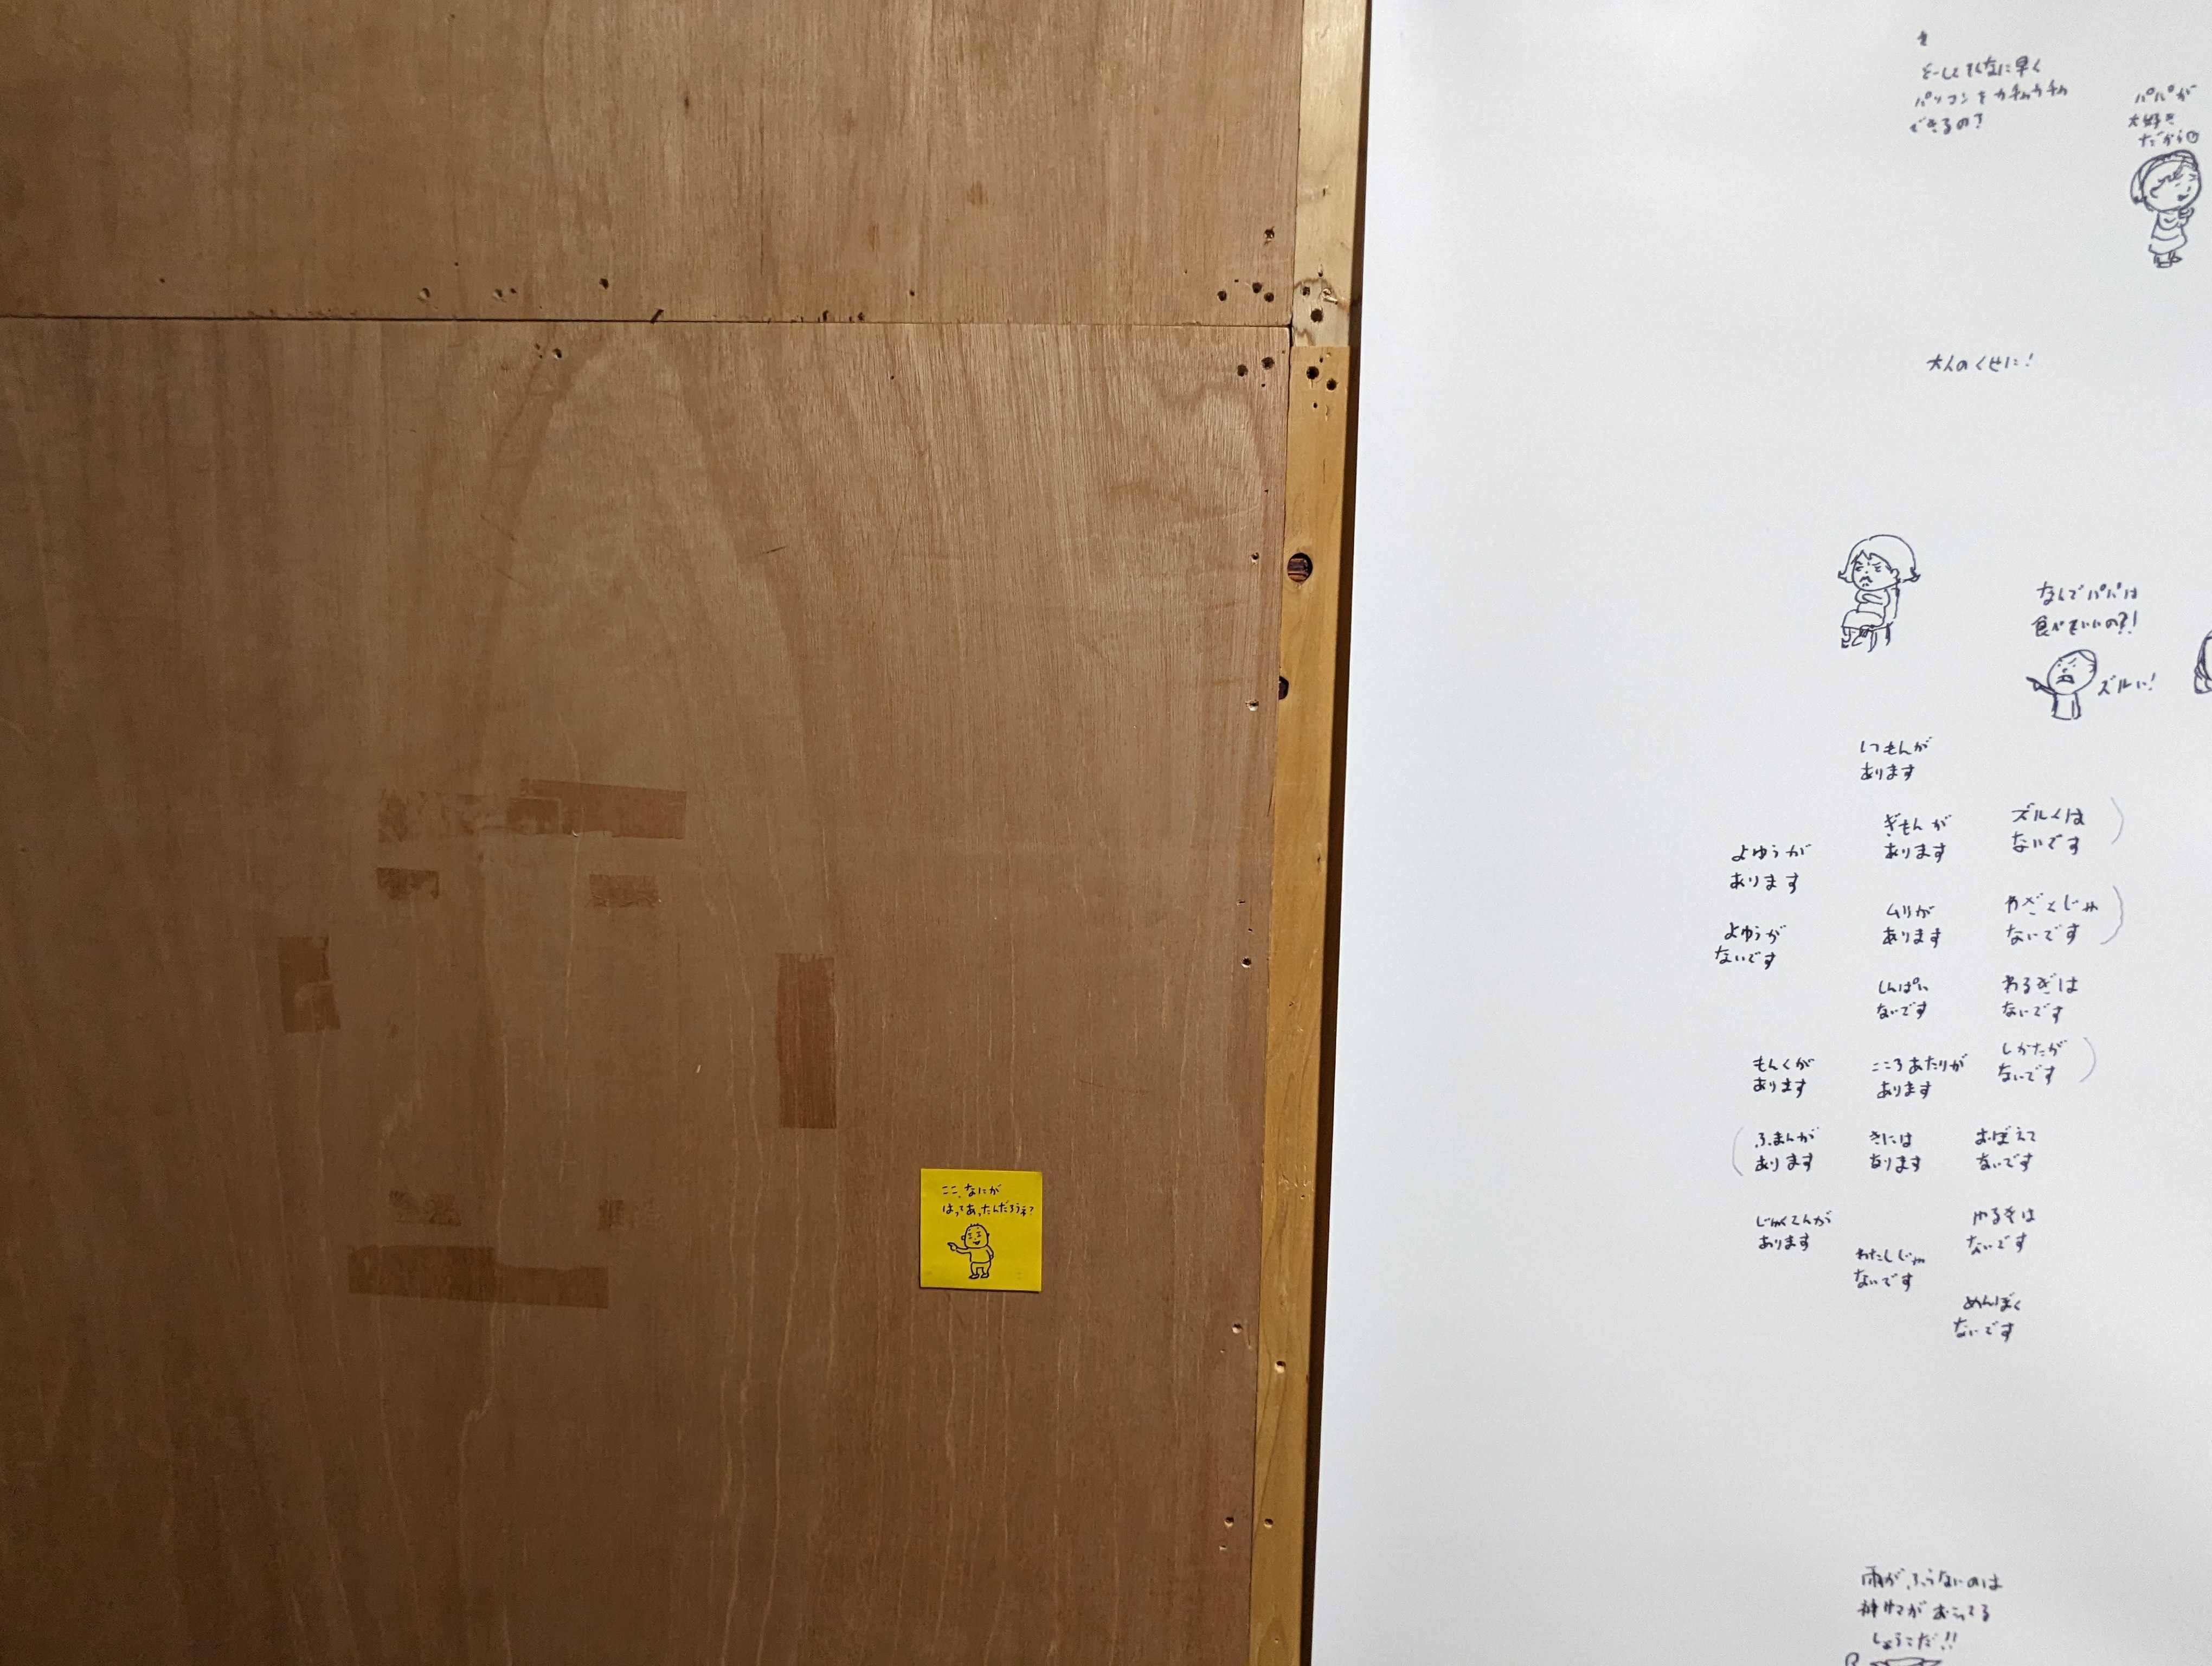 ここ、なにが
はってあったんだろうネ?
どーしてそんなに早く
パソコンをカチャカチャ
できるの?
パパが
大好き
だから
大人のくせに!
なんでパパは
食べていいの?!
ズルい!
しつもんが
あります
ぎもんが
あります
ズルくは
ないです
よゆうが
あります
ムリが
あります
わざとじゃ
ないです
よゆうが
ないです
しんぱい
ないです
わるぎは
ないです
もんくが
あります
こころあたりが
あります
しかたが
ないです
ふまんが
あります
きには
なります
おぼえて
ないです
じゃくてんが
あります
わたしじゃ
ないです
やるきは
ないです
めんぼく
ないです
雨がふらないのは
神サマがおこってる
しょうこだ!!